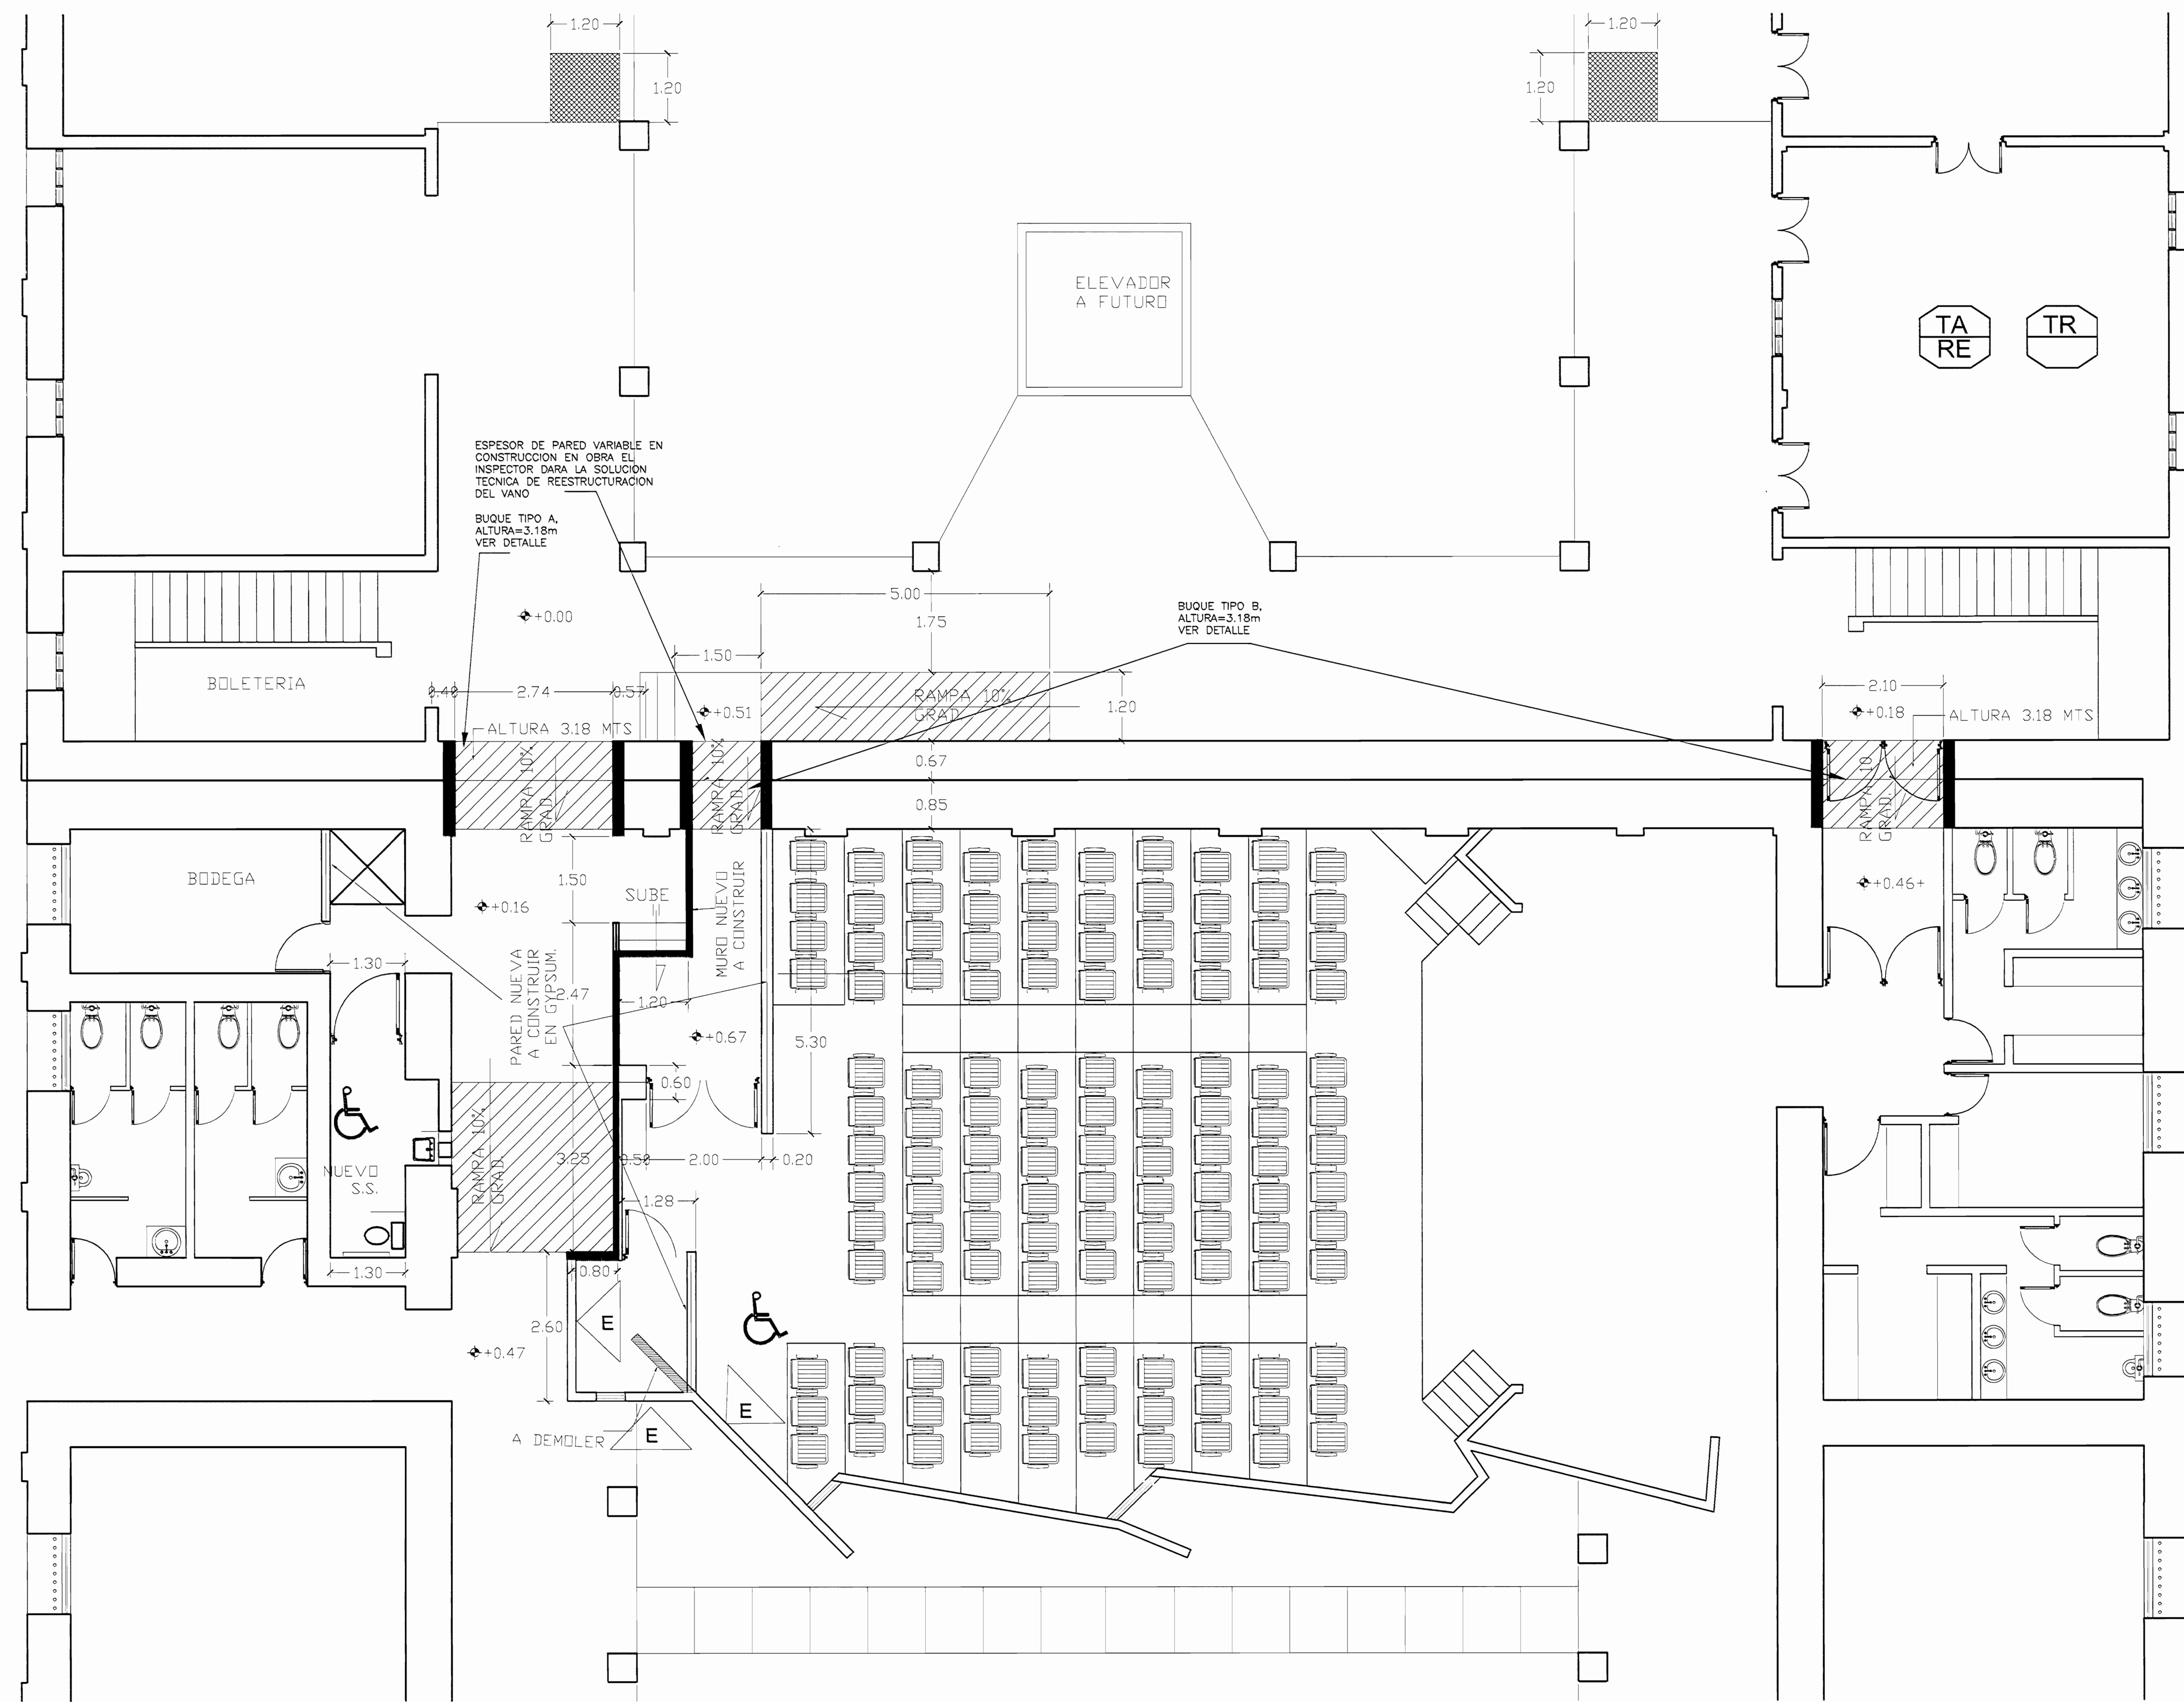 1.20
1.20
1.20
1.20
ELEVADOR
A FUTURO
TA
RE
TR
ESPESOR DE PARED VARIABLE EN
CONSTRUCCION EN OBRA EL
INSPECTOR DARA LA SOLUCION
TECNICA DE REESTRUCTURACION
DEL VANO
BUQUE TIPO A,
ALTURA=3.18m
VER DETALLE
+0.00
5.00
1.75
BUQUE TIPO B,
ALTURA=3.18m
VER DETALLE
BOLETERIA
1.50
0.40
2.74
0.57
+0.51
RAMPA 10%
GRAD.
1.20
2.10
+0.18
ALTURA 3.18 MTS
ALTURA 3.18 MTS
RAMPA 10%
GRAD.
RAMPA 10%
GRAD.
0.67
0.85
RAMPA 10
GRAD.
BODEGA
1.50
SUBE
+0.16
MURO NUEVO
A CONSTRUIR
+0.46+
PARED NUEVA
A CONSTRUIR
EN GYPSUM.
1.30
2.47
1.20
+0.67
5.30
0.60
RAMPA 10%
GRAD.
3.25
0.50
2.00
0.20
NUEVO
S.S.
1.28
1.30
0.80
2.60
E
+0.47
E
A DEMOLER
E